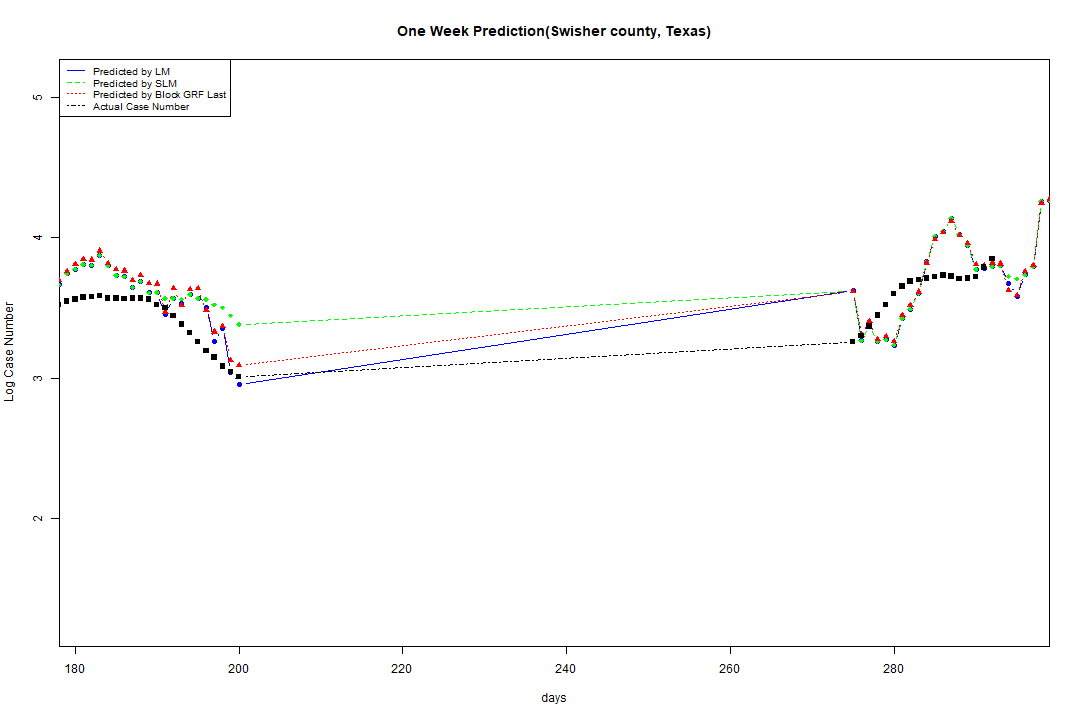 One Week Prediction(Swisher county, Texas)
Predicted by LM
Predicted by SLM
Predicted by Block GRF Last
Actual Case Number
5
4
3
2
Log Case Number
180 200 220 240 260 280
days